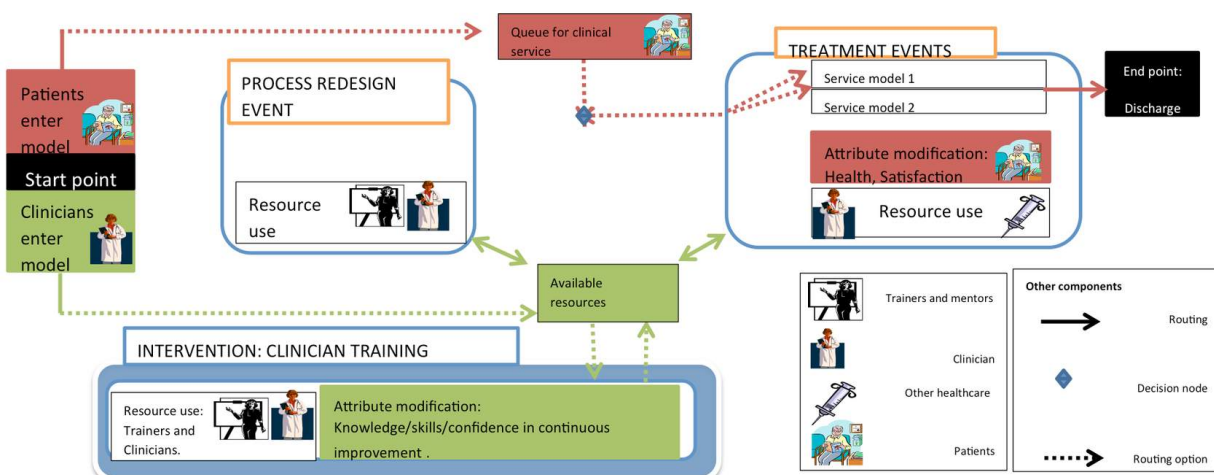 Queue for clinical
service
TREATMENT EVENTS
Service model 1
Service model 2
End point:
Discharge
PROCESS REDESIGN
EVENT
Patients
enter
model
Start point
Clinicians
enter
model
Resource
use
Attribute modification:
Health, Satisfaction
Resource use
Available
resources
INTERVENTION: CLINICIAN TRAINING
Resource use:
Trainers and
Clinicians.
Attribute modification:
Knowledge/skills/confidence in continuous
improvement .
Trainers and mentors
Clinician
Other healthcare
Patients
Other components
Routing
Decision node
Routing option